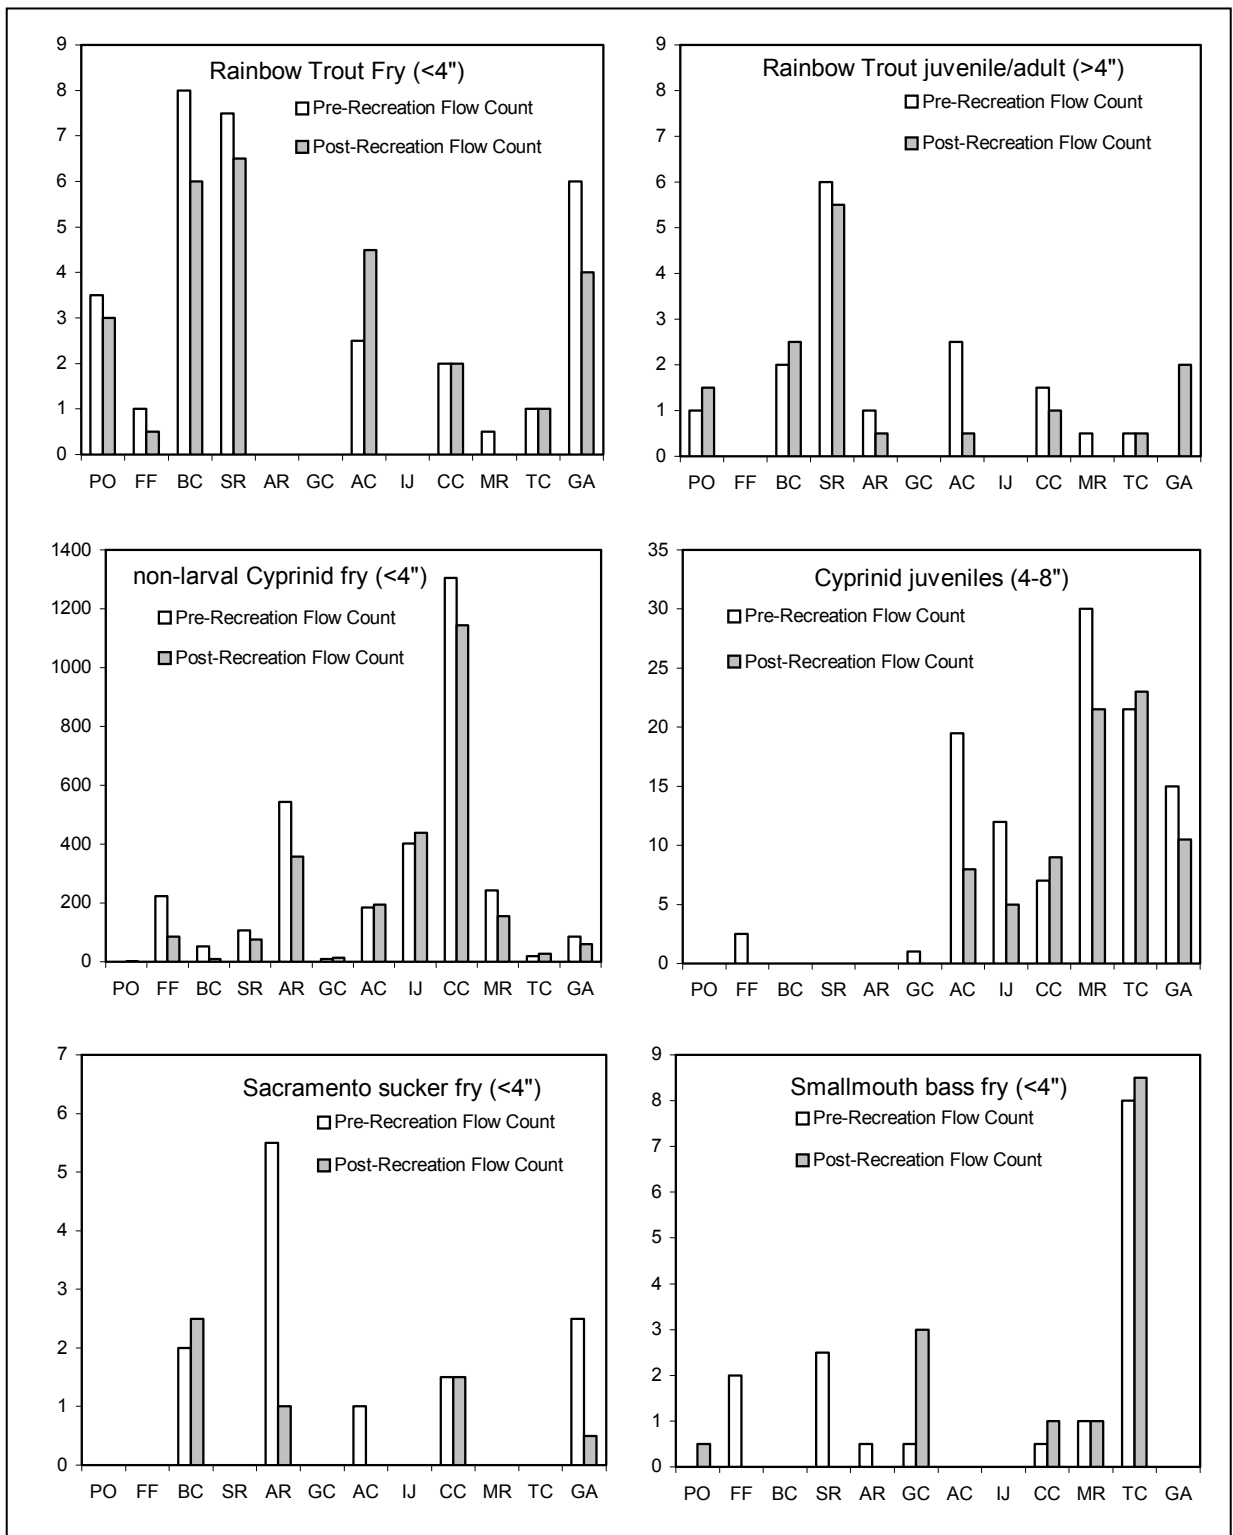 Rainbow Trout Fry (<4")
Pre-Recreation Flow Count
Post-Recreation Flow Count
9
8
7
6
5
4
3
2
1
0
PO FF BC SR AR GC AC IJ CC MR TC GA
Rainbow Trout juvenile/adult (>4")
Pre-Recreation Flow Count
Post-Recreation Flow Count
9
8
7
6
5
4
3
2
1
0
PO FF BC SR AR GC AC IJ CC MR TC GA
non-larval Cyprinid fry (<4")
Pre-Recreation Flow Count
Post-Recreation Flow Count
1400
1200
1000
800
600
400
200
0
PO FF BC SR AR GC AC IJ CC MR TC GA
Cyprinid juveniles (4-8")
Pre-Recreation Flow Count
Post-Recreation Flow Count
35
30
25
20
15
10
5
0
PO FF BC SR AR GC AC IJ CC MR TC GA
Sacramento sucker fry (<4")
Pre-Recreation Flow Count
Post-Recreation Flow Count
7
6
5
4
3
2
1
0
PO FF BC SR AR GC AC IJ CC MR TC GA
Smallmouth bass fry (<4")
Pre-Recreation Flow Count
Post-Recreation Flow Count
9
8
7
6
5
4
3
2
1
0
PO FF BC SR AR GC AC IJ CC MR TC GA